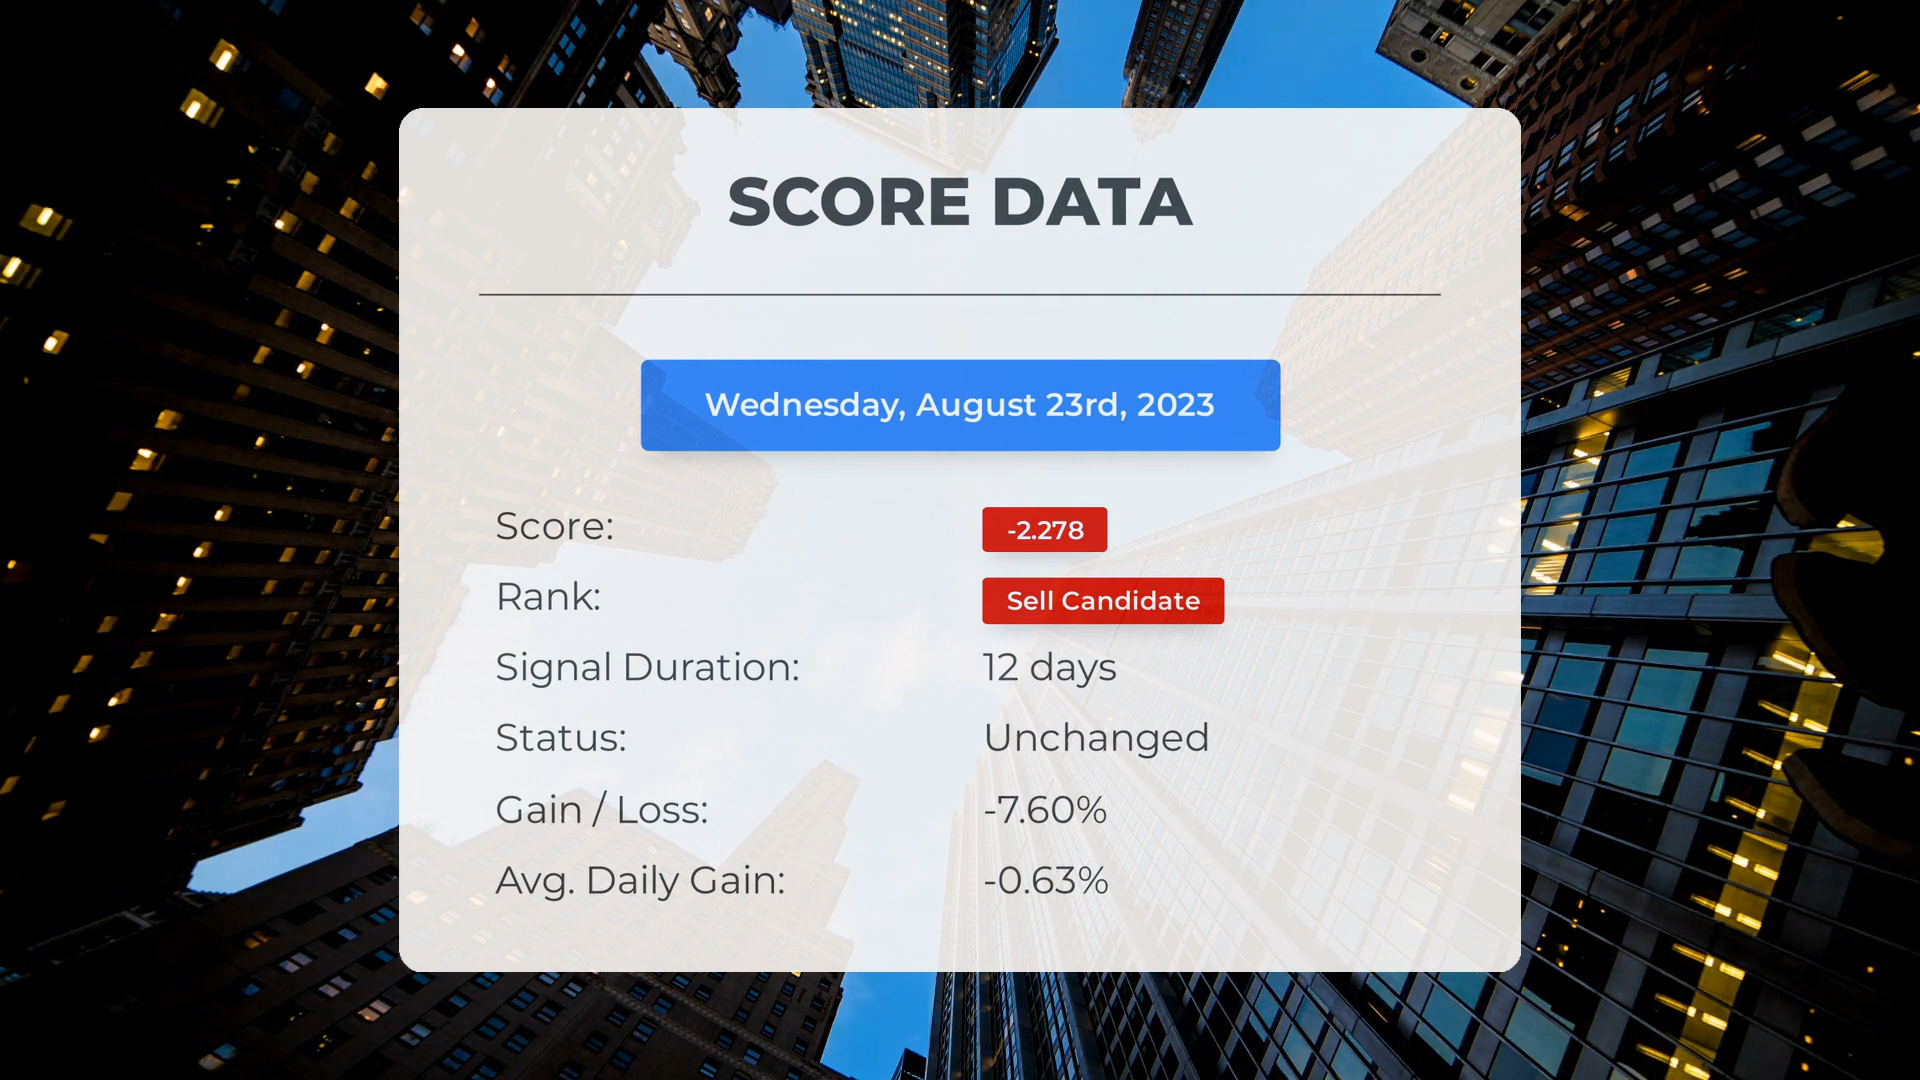 SCORE DATA
Wednesday, August 23rd, 2023
Score: -2.278
Rank: Sell Candidate
Signal Duration: 12 days
Status: Unchanged
Gain / Loss: -7.60%
Avg. Daily Gain: -0.63%